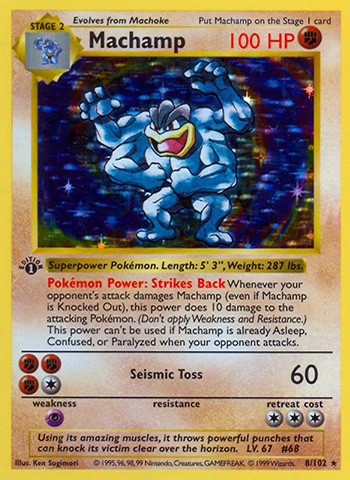 STAGE 2
Evolves from Machoke
Put Machamp on the Stage 1 card
Machamp
100 HP
EDITION
1
Superpower Pokémon. Length: 5' 3", Weight: 287 lbs.
Pokémon Power: Strikes Back Whenever your
opponent's attack damages Machamp (even if Machamp
is Knocked Out), this power does 10 damage to the
attacking Pokémon. (Don't apply Weakness and Resistance.)
This power can't be used if Machamp is already Asleep,
Confused, or Paralyzed when your opponent attacks.
Seismic Toss
60
weakness
resistance
retreat cost
Using its amazing muscles, it throws powerful punches that
can knock its victim clear over the horizon. LV. 67 #68
Illus. Ken Sugimori
© 1995, 96, 98, 99 Nintendo, Creatures, GAMEFREAK. © 1999 Wizards.
8/102 ★